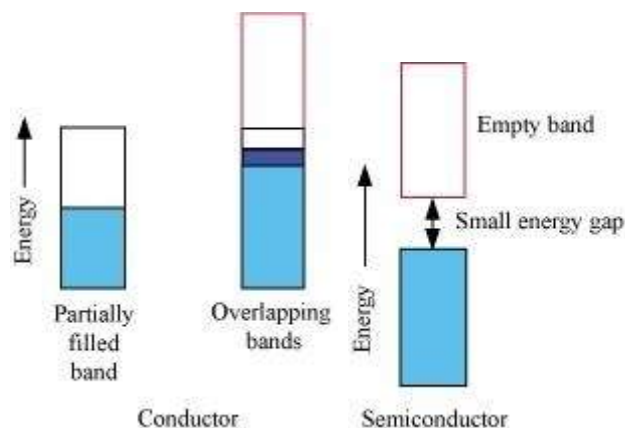 Energy
Partially
filled
band
Overlapping
bands
Conductor
Energy
Empty band
Small energy gap
Semiconductor